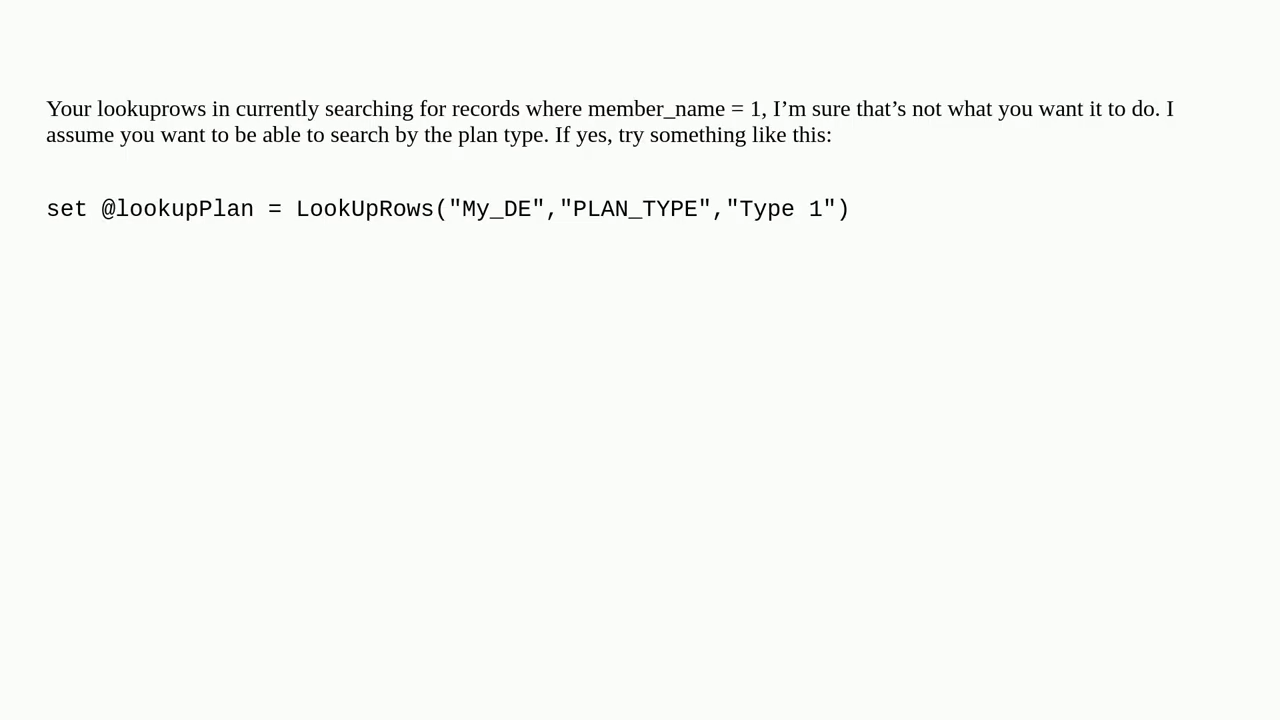 Your lookuprows in currently searching for records where member_name = 1, I’m sure that’s not what you want it to do. I
assume you want to be able to search by the plan type. If yes, try something like this:
set @lookupPlan = LookUpRows("My_DE","PLAN_TYPE","Type 1")